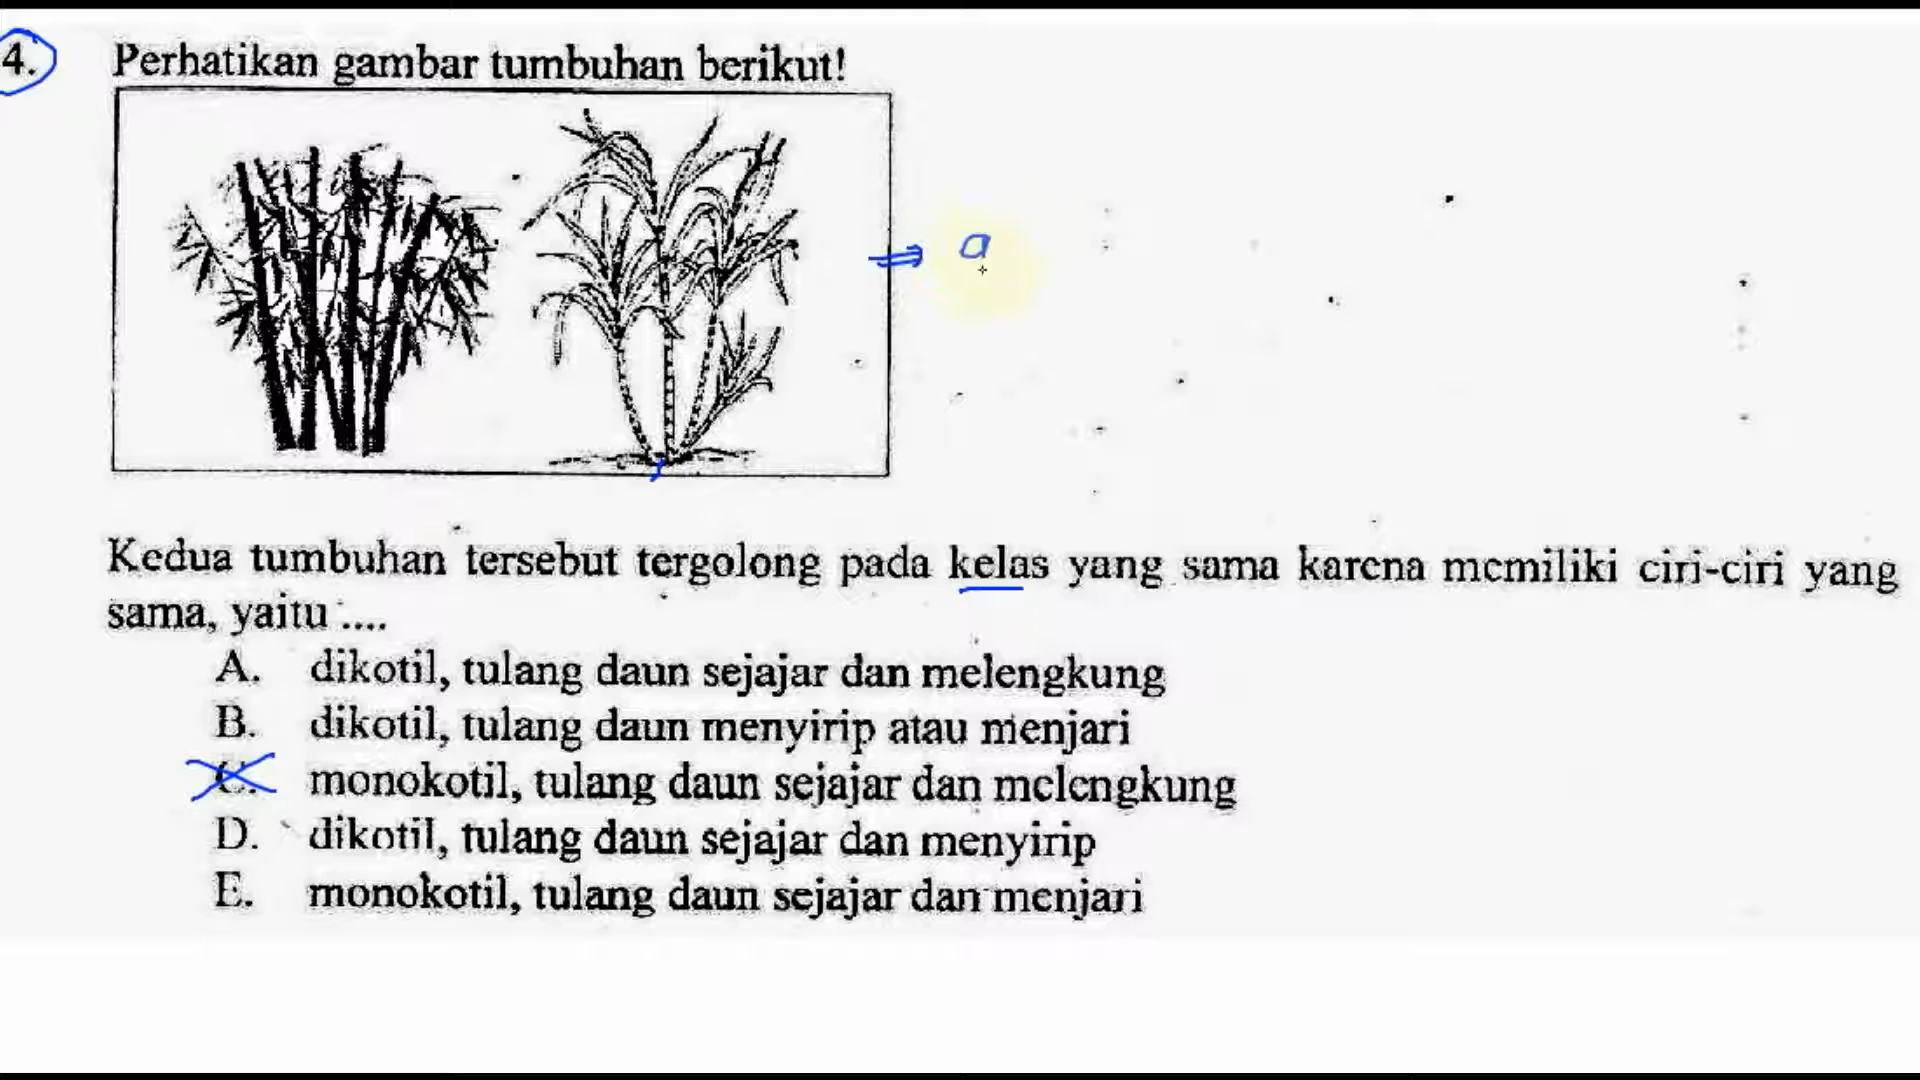 4. Perhatikan gambar tumbuhan berikut!
a
Kedua tumbuhan tersebut tergolong pada kelas yang sama karena memiliki ciri-ciri yang
sama, yaitu ....
A. dikotil, tulang daun sejajar dan melengkung
B. dikotil, tulang daun menyirip atau menjari
C. monokotil, tulang daun sejajar dan melengkung
D. dikotil, tulang daun sejajar dan menyirip
E. monokotil, tulang daun sejajar dan menjari